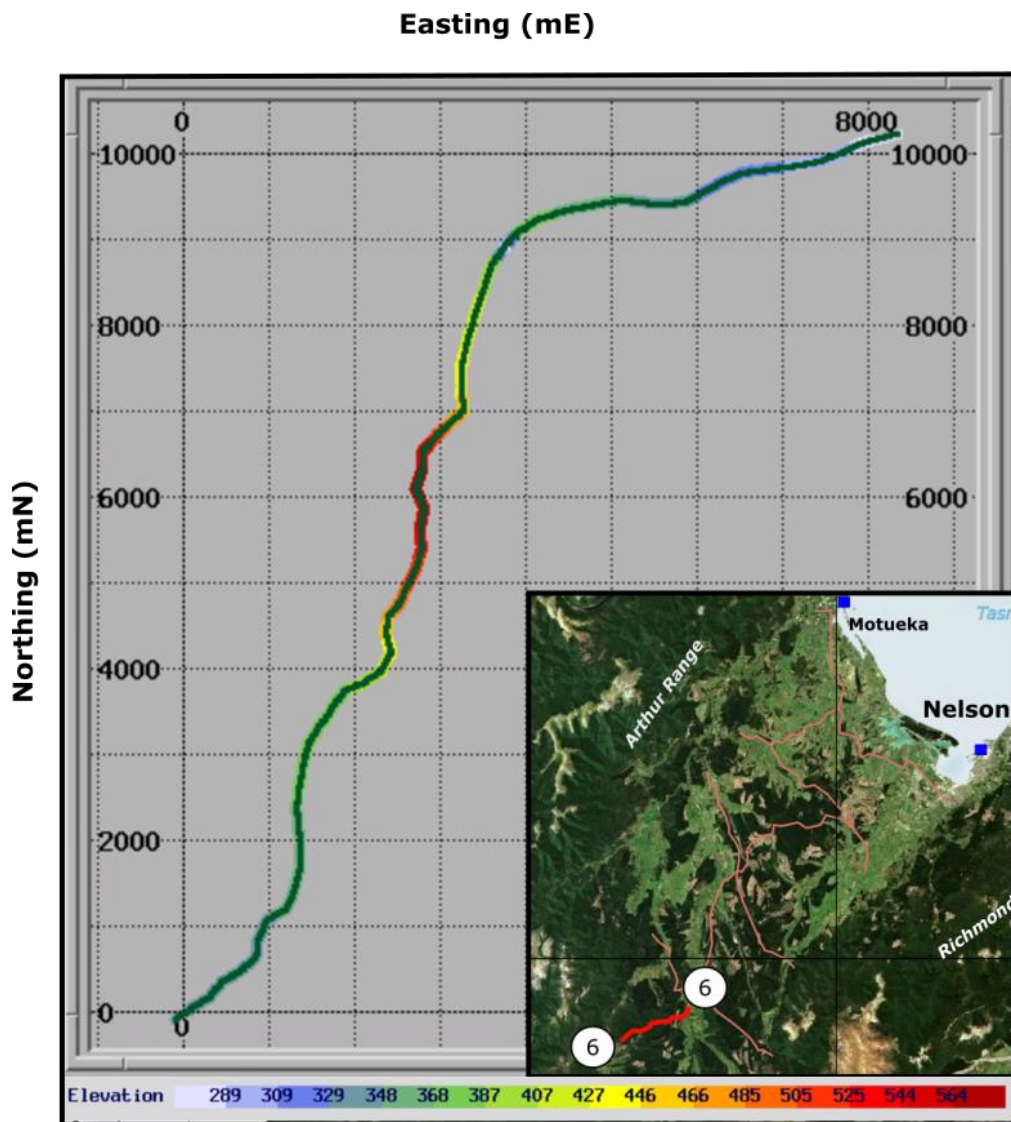 Easting (mE)
0 8000
10000 10000
8000 8000
Northing (mN)
6000 6000
4000
2000
0
0
Motueka
Arthur Range
Nelson
Richmond
6
6
Elevation 289 309 329 348 368 387 407 427 446 466 485 505 525 544 564